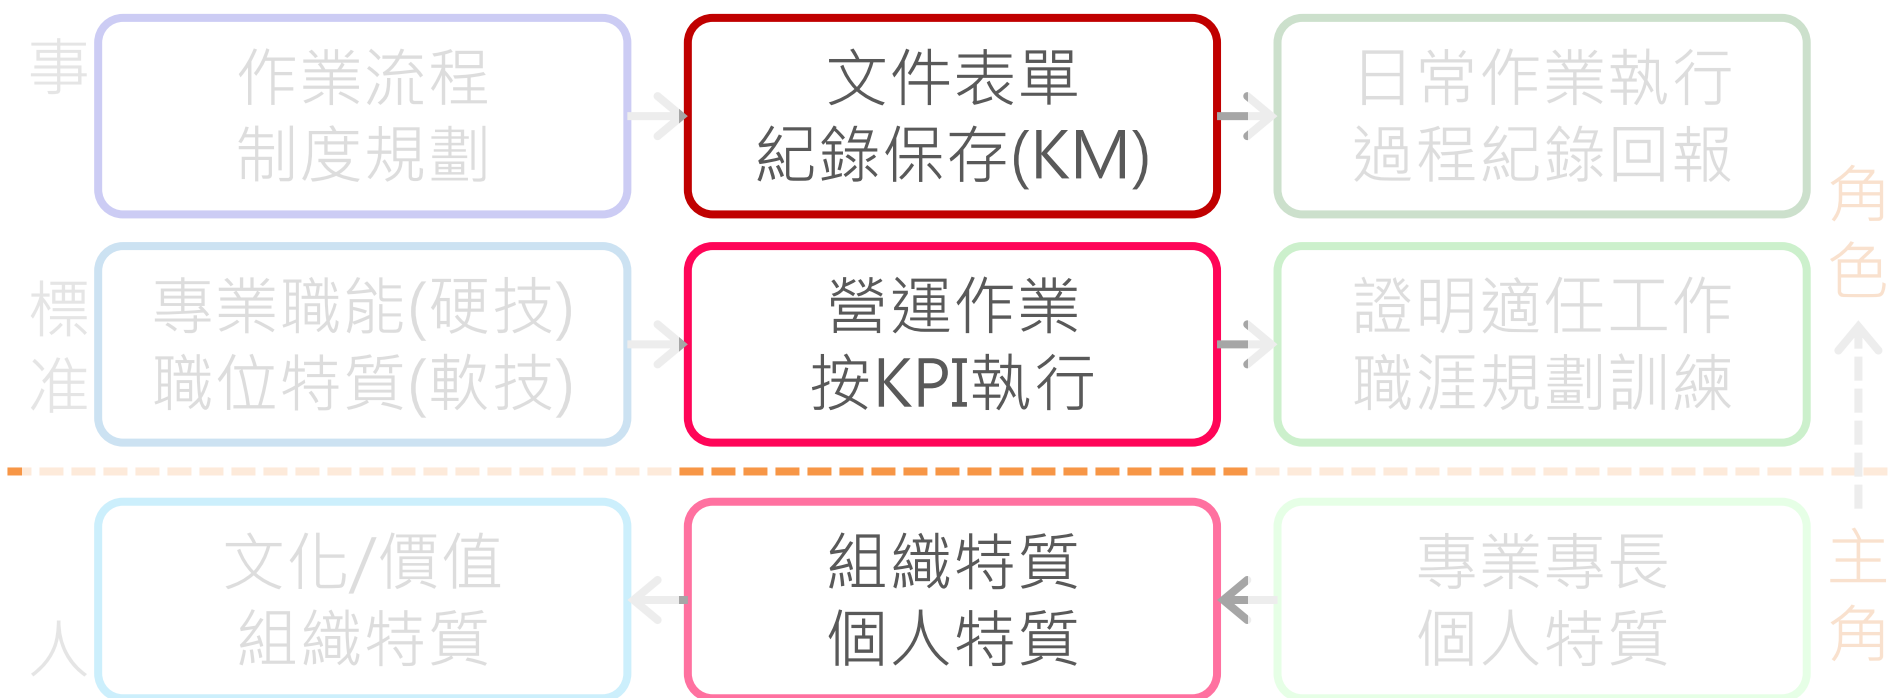 事
作業流程
制度規劃
文件表單
紀錄保存(KM)
日常作業執行
過程紀錄回報
標
准
專業職能(硬技)
職位特質(軟技)
營運作業
按KPI執行
證明適任工作
職涯規劃訓練
角
色
人
文化/價值
組織特質
組織特質
個人特質
專業專長
個人特質
主
角